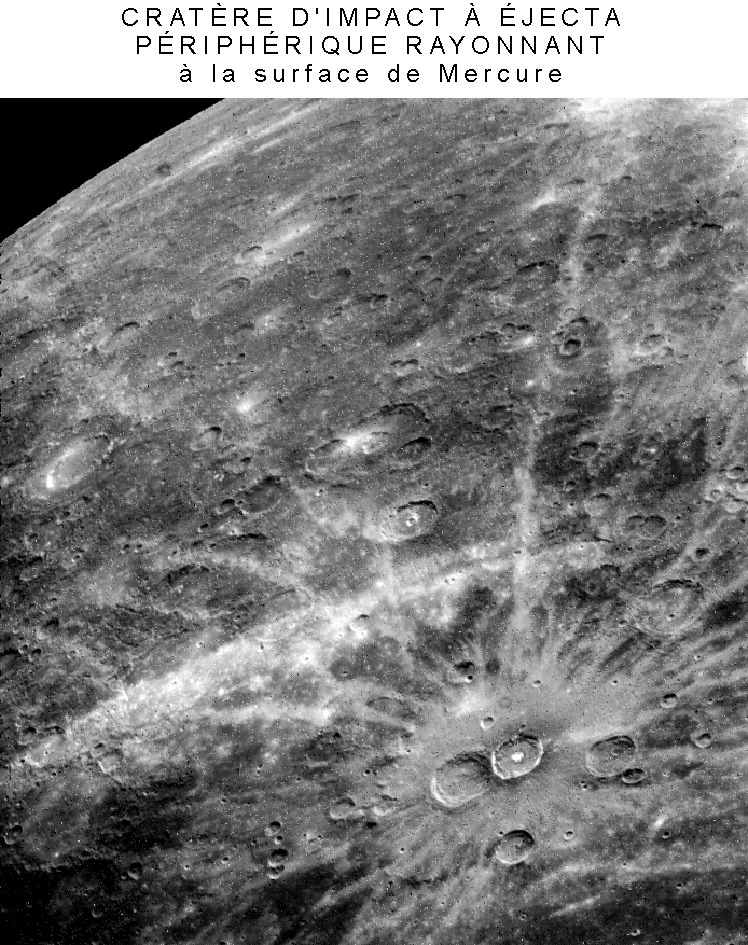 CRATÈRE D'IMPACT À ÉJECTA
PÉRIPHÉRIQUE RAYONNANT
à la surface de Mercure